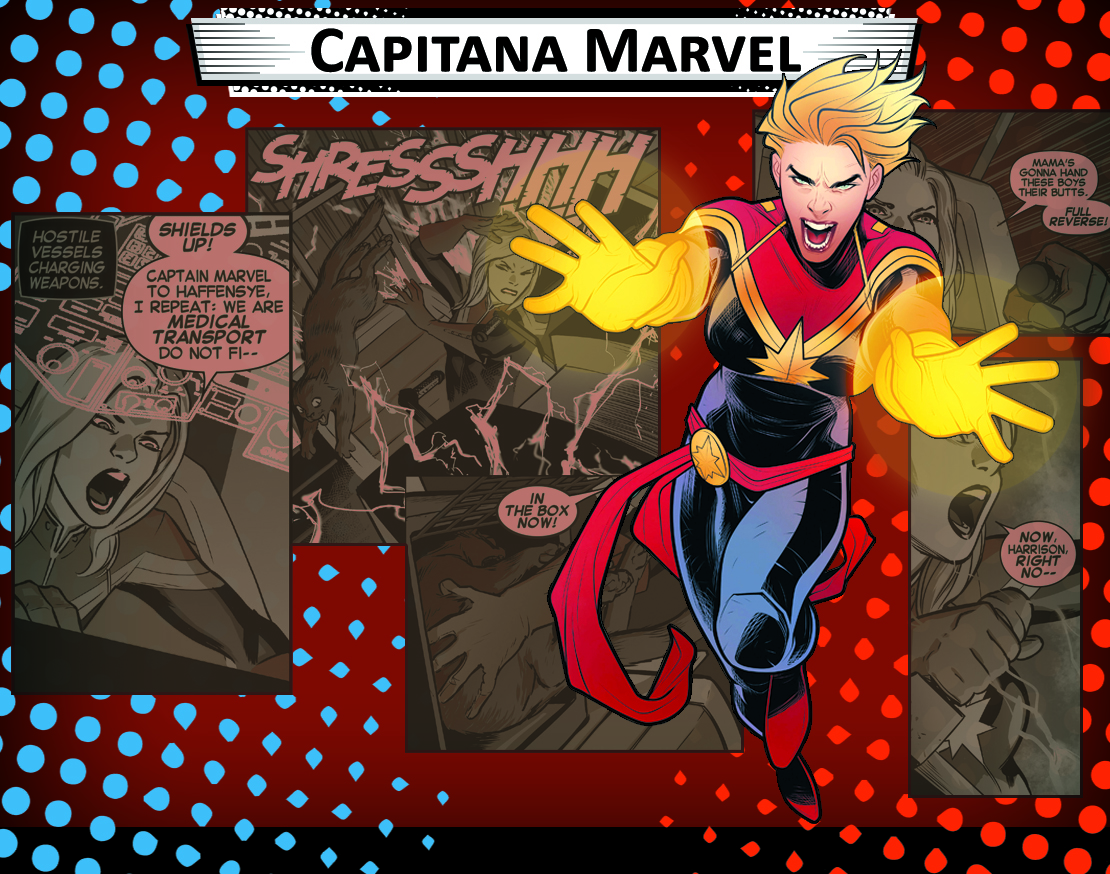 CAPITANA MARVEL
HOSTILE
VESSELS
CHARGING
WEAPONS.
SHIELDS
UP!
CAPTAIN MARVEL
TO HAFFENSYE,
I REPEAT: WE ARE
MEDICAL
TRANSPORT
DO NOT FI--
SHRESSSSHHHH
IN
THE BOX
NOW!
MAMA'S
GONNA HAND
THESE BOYS
THEIR BUTTS.
FULL
REVERSE!
NOW,
HARRISON,
RIGHT
NO--